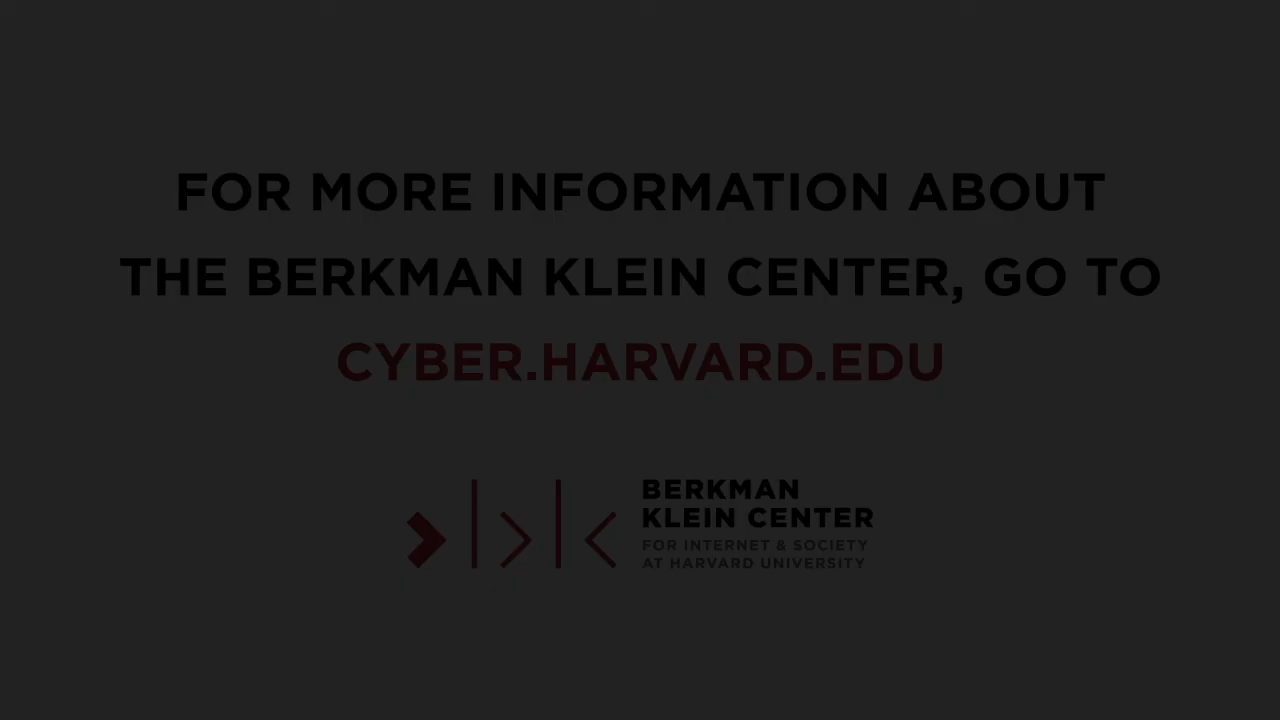 FOR MORE INFORMATION ABOUT
THE BERKMAN KLEIN CENTER, GO TO
CYBER.HARVARD.EDU
BERKMAN
KLEIN CENTER
FOR INTERNET & SOCIETY
AT HARVARD UNIVERSITY